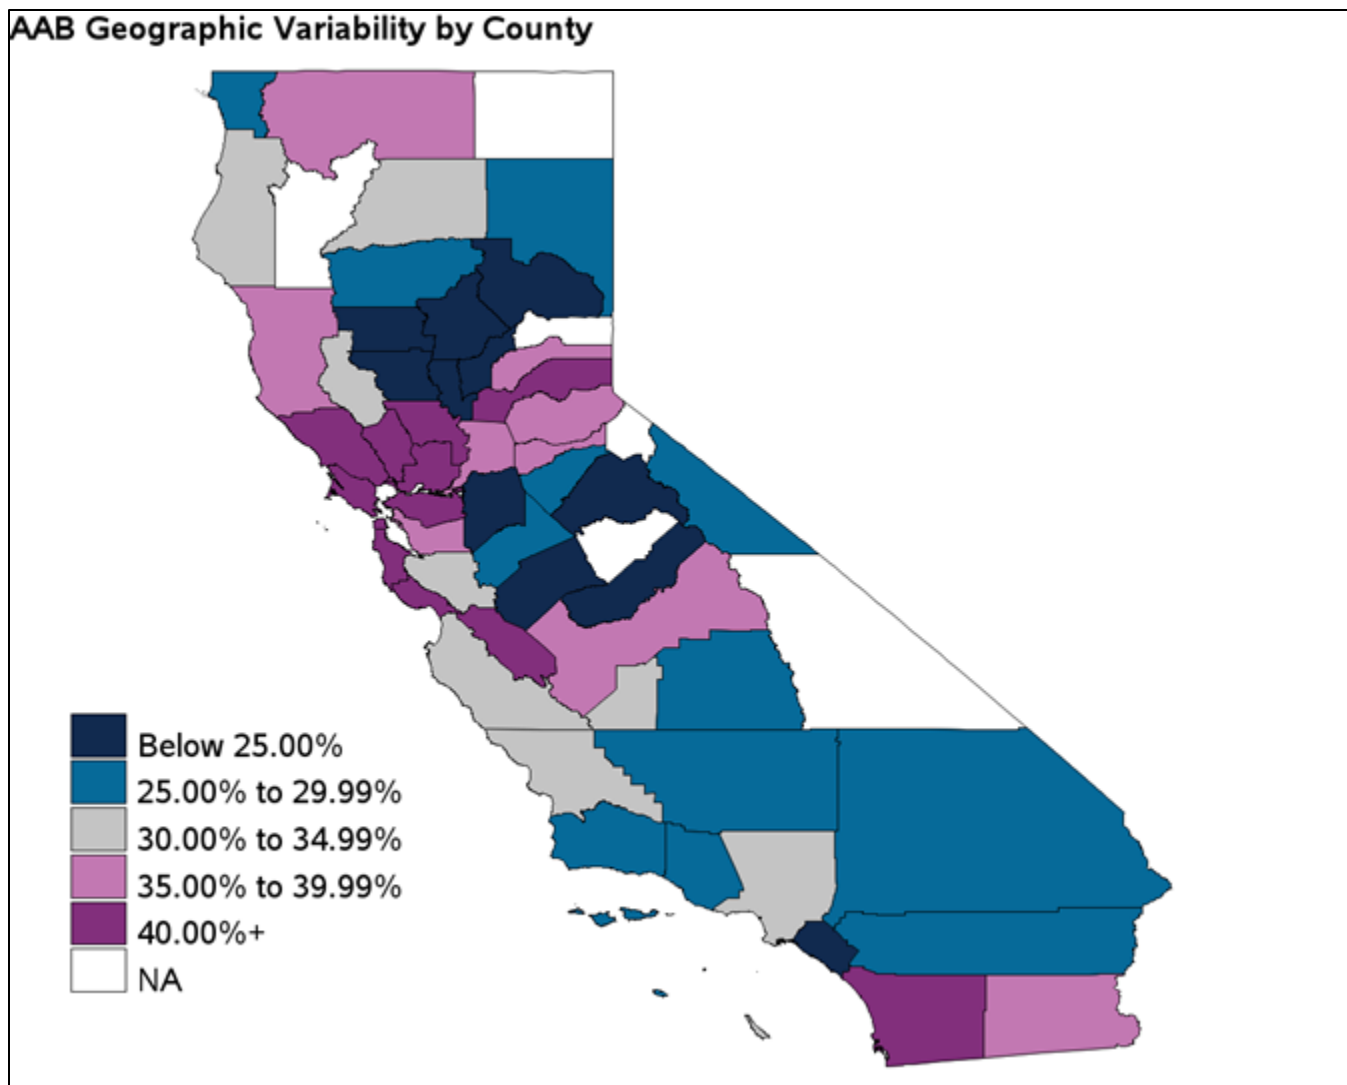 AAB Geographic Variability by County
Below 25.00%
25.00% to 29.99%
30.00% to 34.99%
35.00% to 39.99%
40.00%+
NA